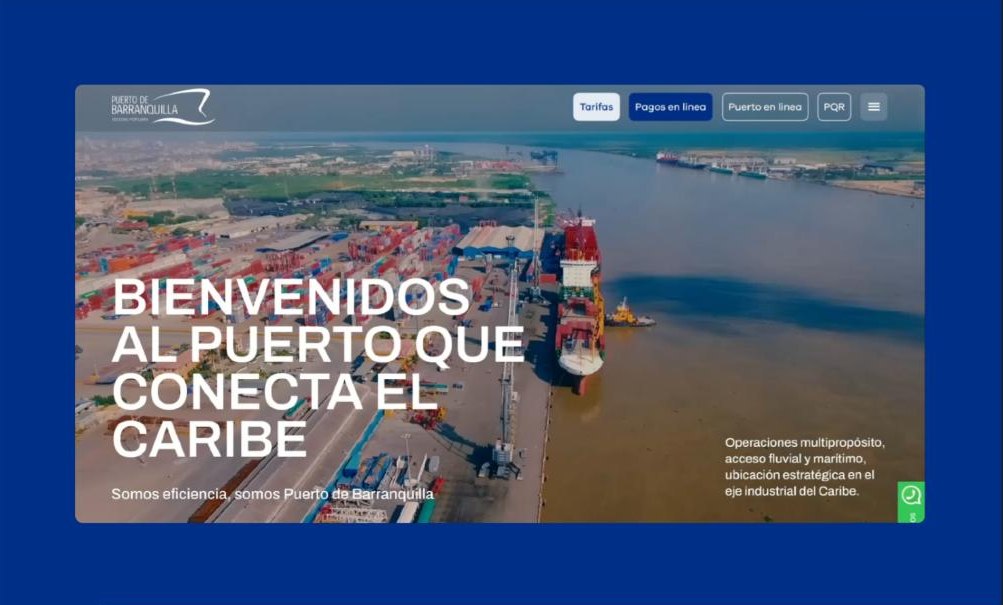 PUERTO DE
BARRANQUILLA
Tarifas
Pagos en línea
Puerto en línea
PQR
BIENVENIDOS
AL PUERTO QUE
CONECTA EL
CARIBE
Somos eficiencia, somos Puerto de Barranquilla
Operaciones multipropósito,
acceso fluvial y marítimo,
ubicación estratégica en el
eje industrial del Caribe.